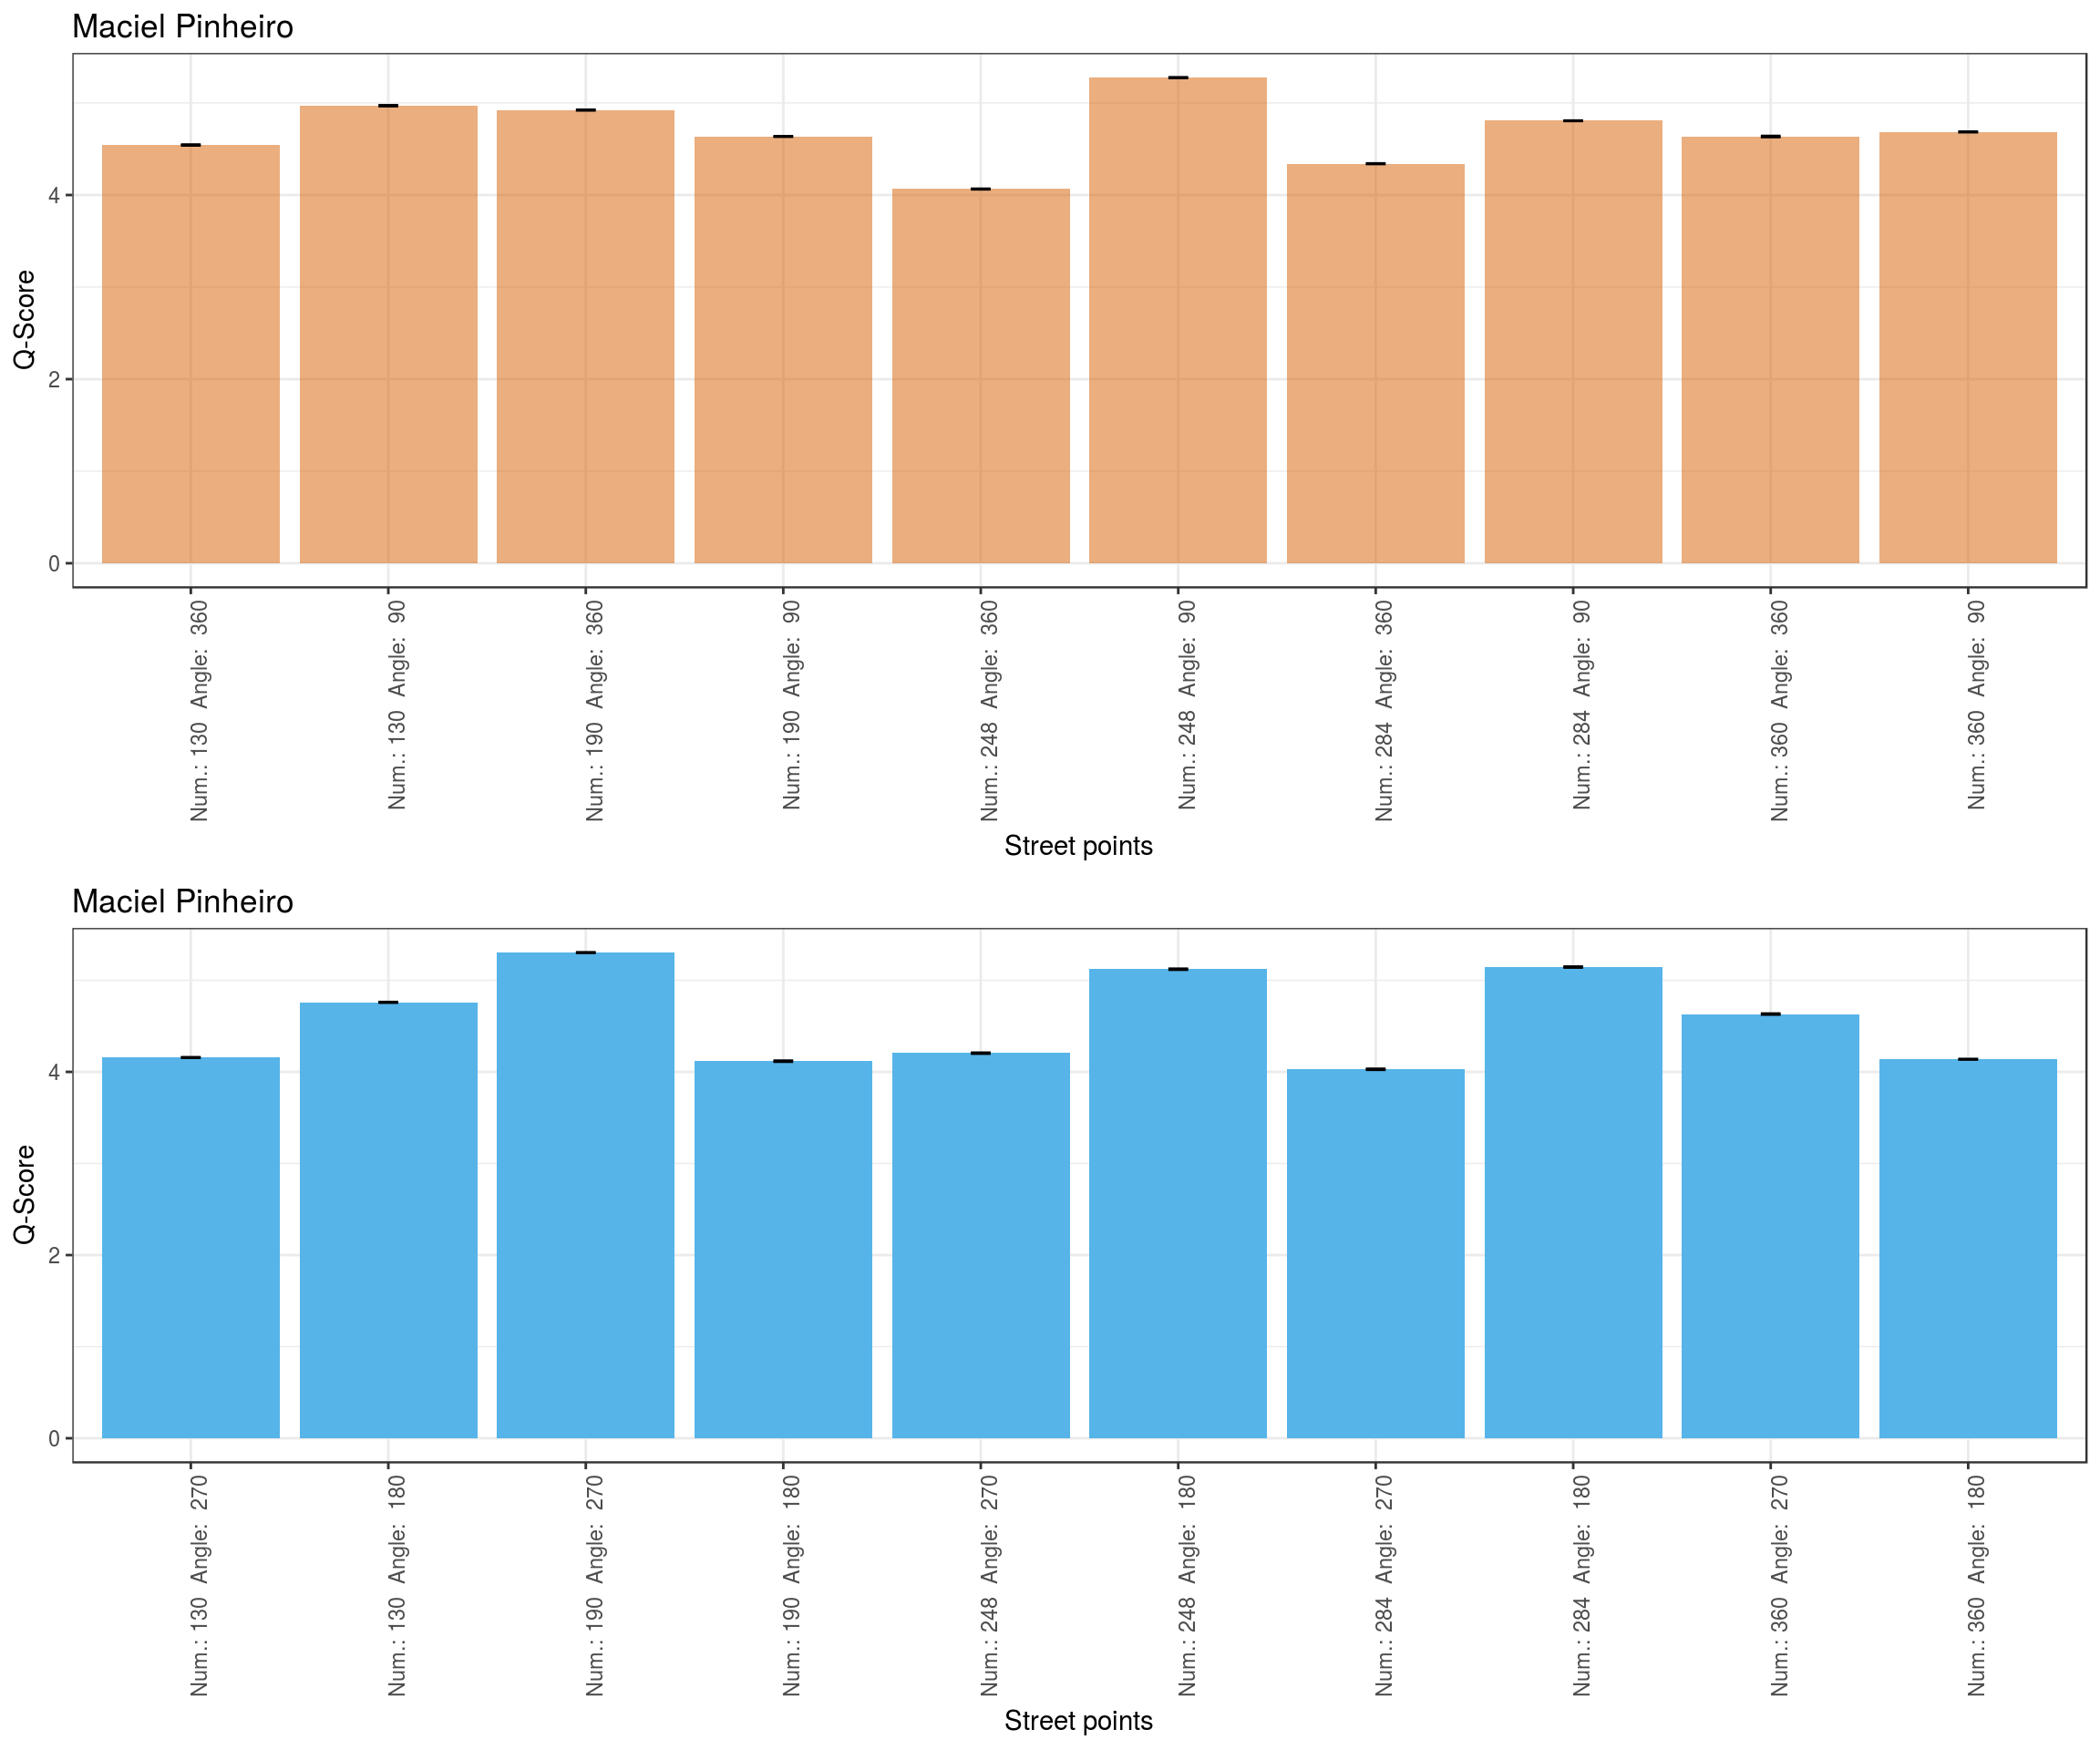 Maciel Pinheiro
Q-Score
4
2
0
Num.: 130 Angle: 360
Num.: 130 Angle: 90
Num.: 190 Angle: 360
Num.: 190 Angle: 90
Num.: 248 Angle: 360
Num.: 248 Angle: 90
Num.: 284 Angle: 360
Num.: 284 Angle: 90
Num.: 360 Angle: 360
Num.: 360 Angle: 90
Street points
Maciel Pinheiro
Q-Score
4
2
0
Num.: 130 Angle: 270
Num.: 130 Angle: 180
Num.: 190 Angle: 270
Num.: 190 Angle: 180
Num.: 248 Angle: 270
Num.: 248 Angle: 180
Num.: 284 Angle: 270
Num.: 284 Angle: 180
Num.: 360 Angle: 270
Num.: 360 Angle: 180
Street points